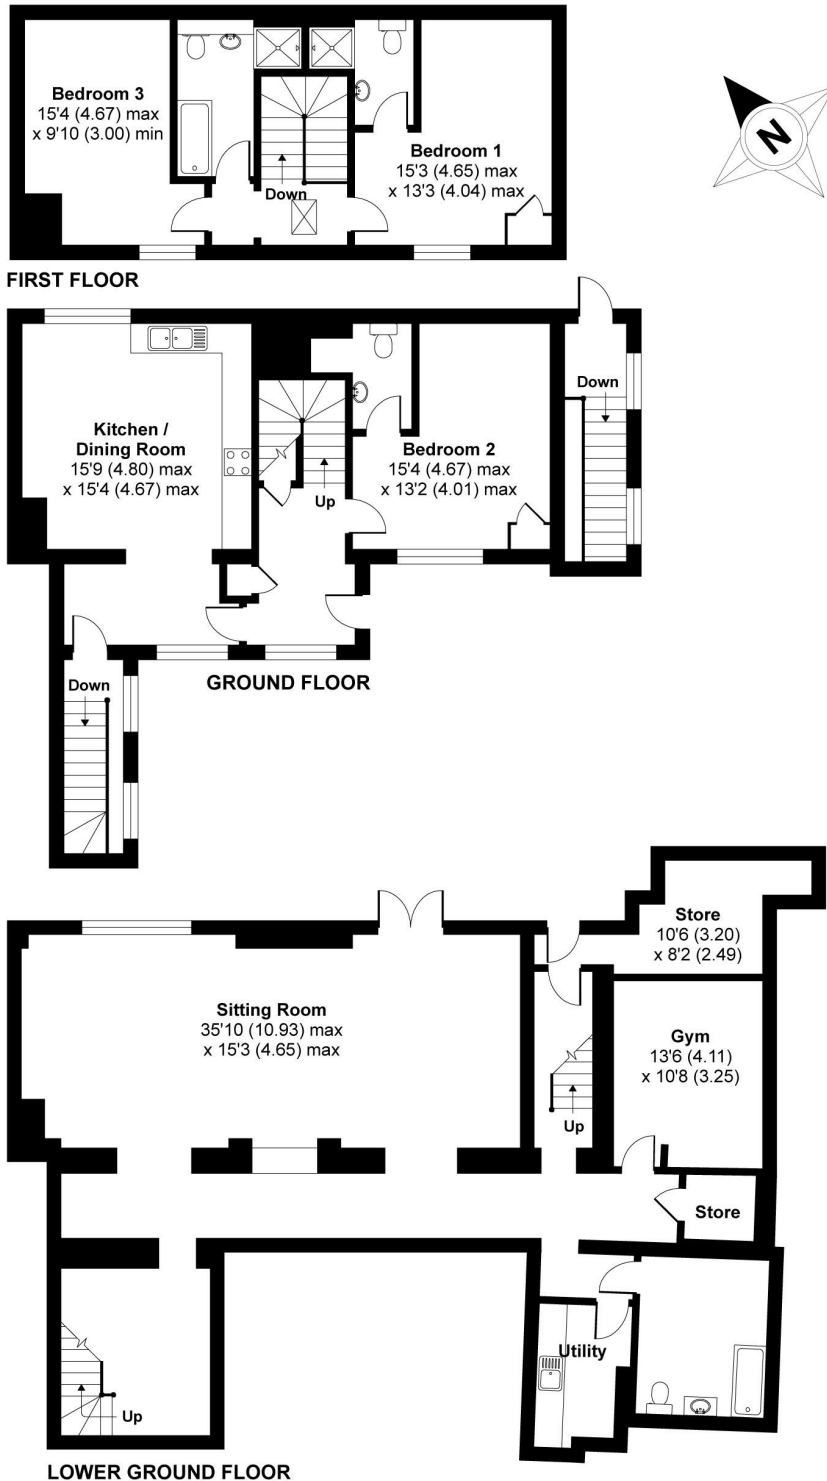 Bedroom 3
15'4 (4.67) max
x 9'10 (3.00) min
Bedroom 1
15'3 (4.65) max
x 13'3 (4.04) max
Down
N
FIRST FLOOR
Kitchen /
Dining Room
15'9 (4.80) max
x 15'4 (4.67) max
Bedroom 2
15'4 (4.67) max
x 13'2 (4.01) max
Up
Down
Down
GROUND FLOOR
Store
10'6 (3.20)
x 8'2 (2.49)
Sitting Room
35'10 (10.93) max
x 15'3 (4.65) max
Gym
13'6 (4.11)
x 10'8 (3.25)
Up
Store
Utility
Up
LOWER GROUND FLOOR